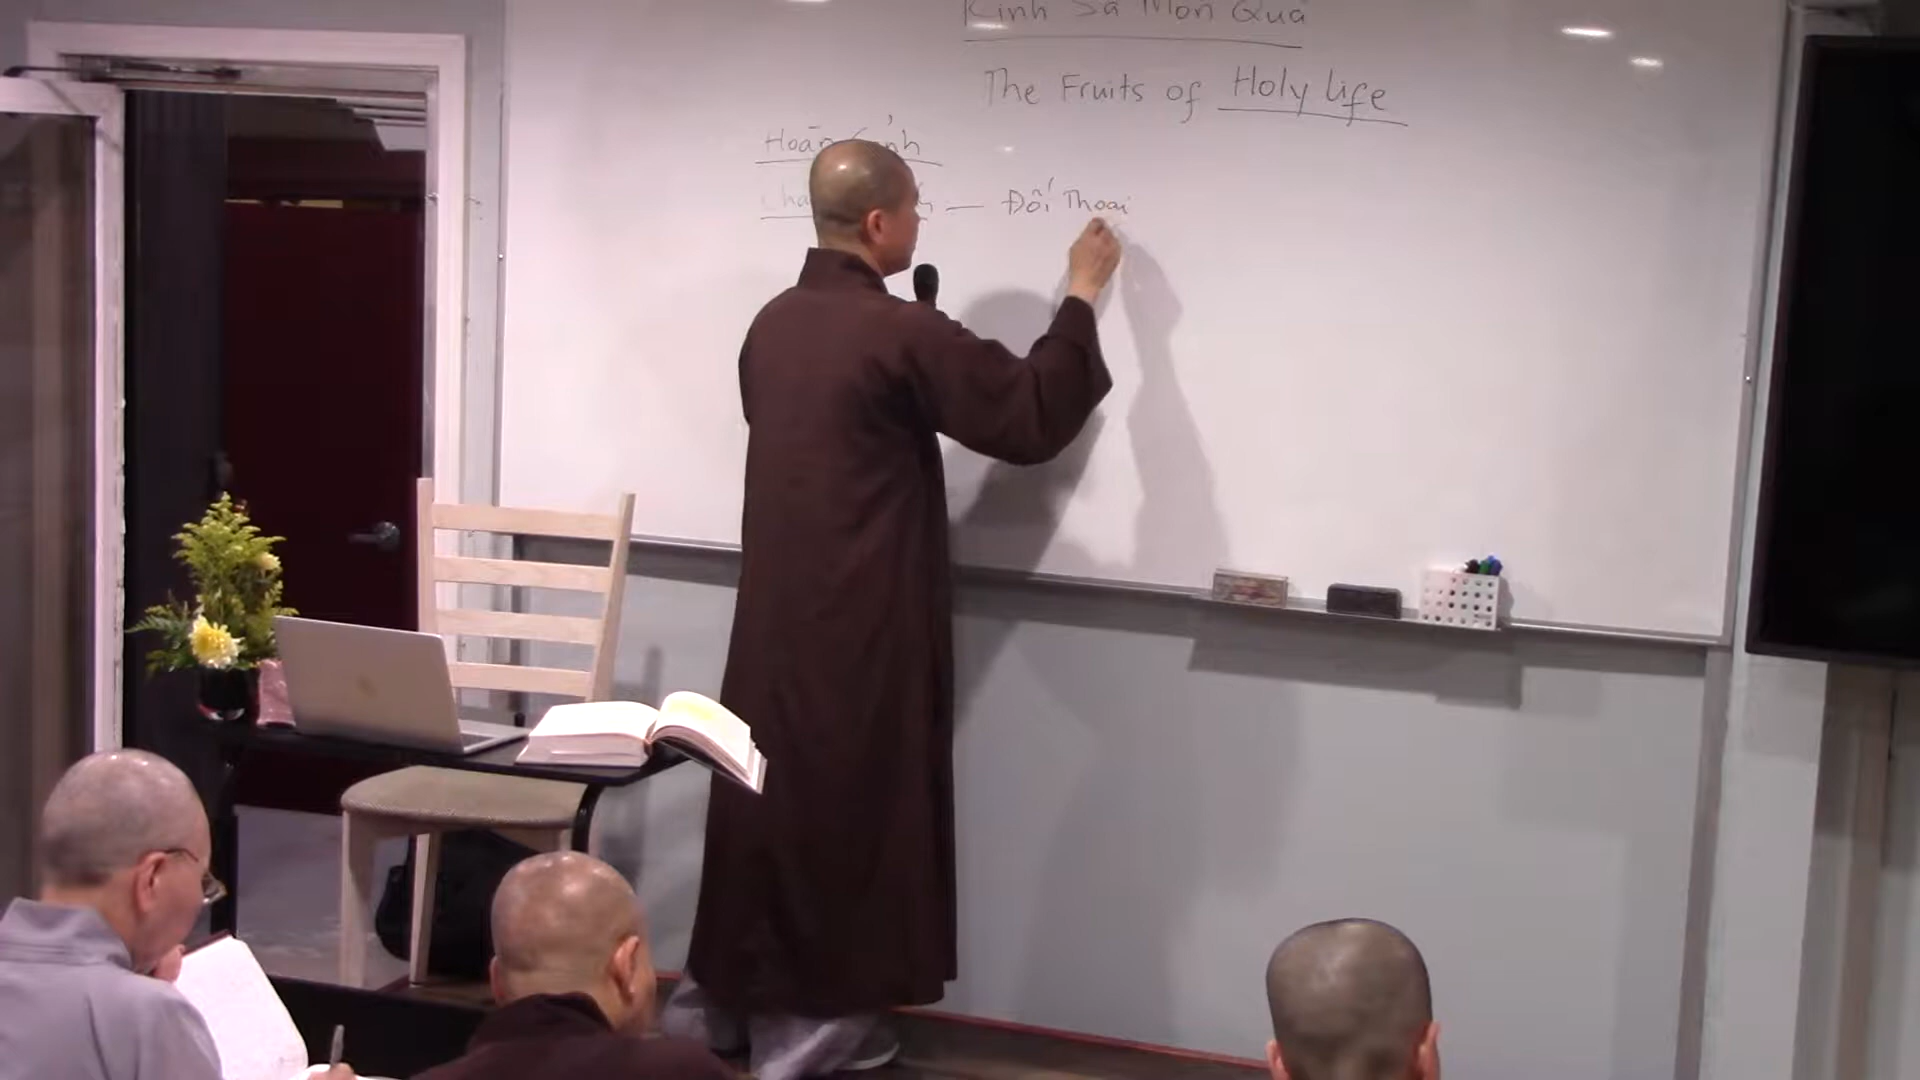 Kinh Sa Môn Quả
The Fruits of Holy life
Đối Thoại